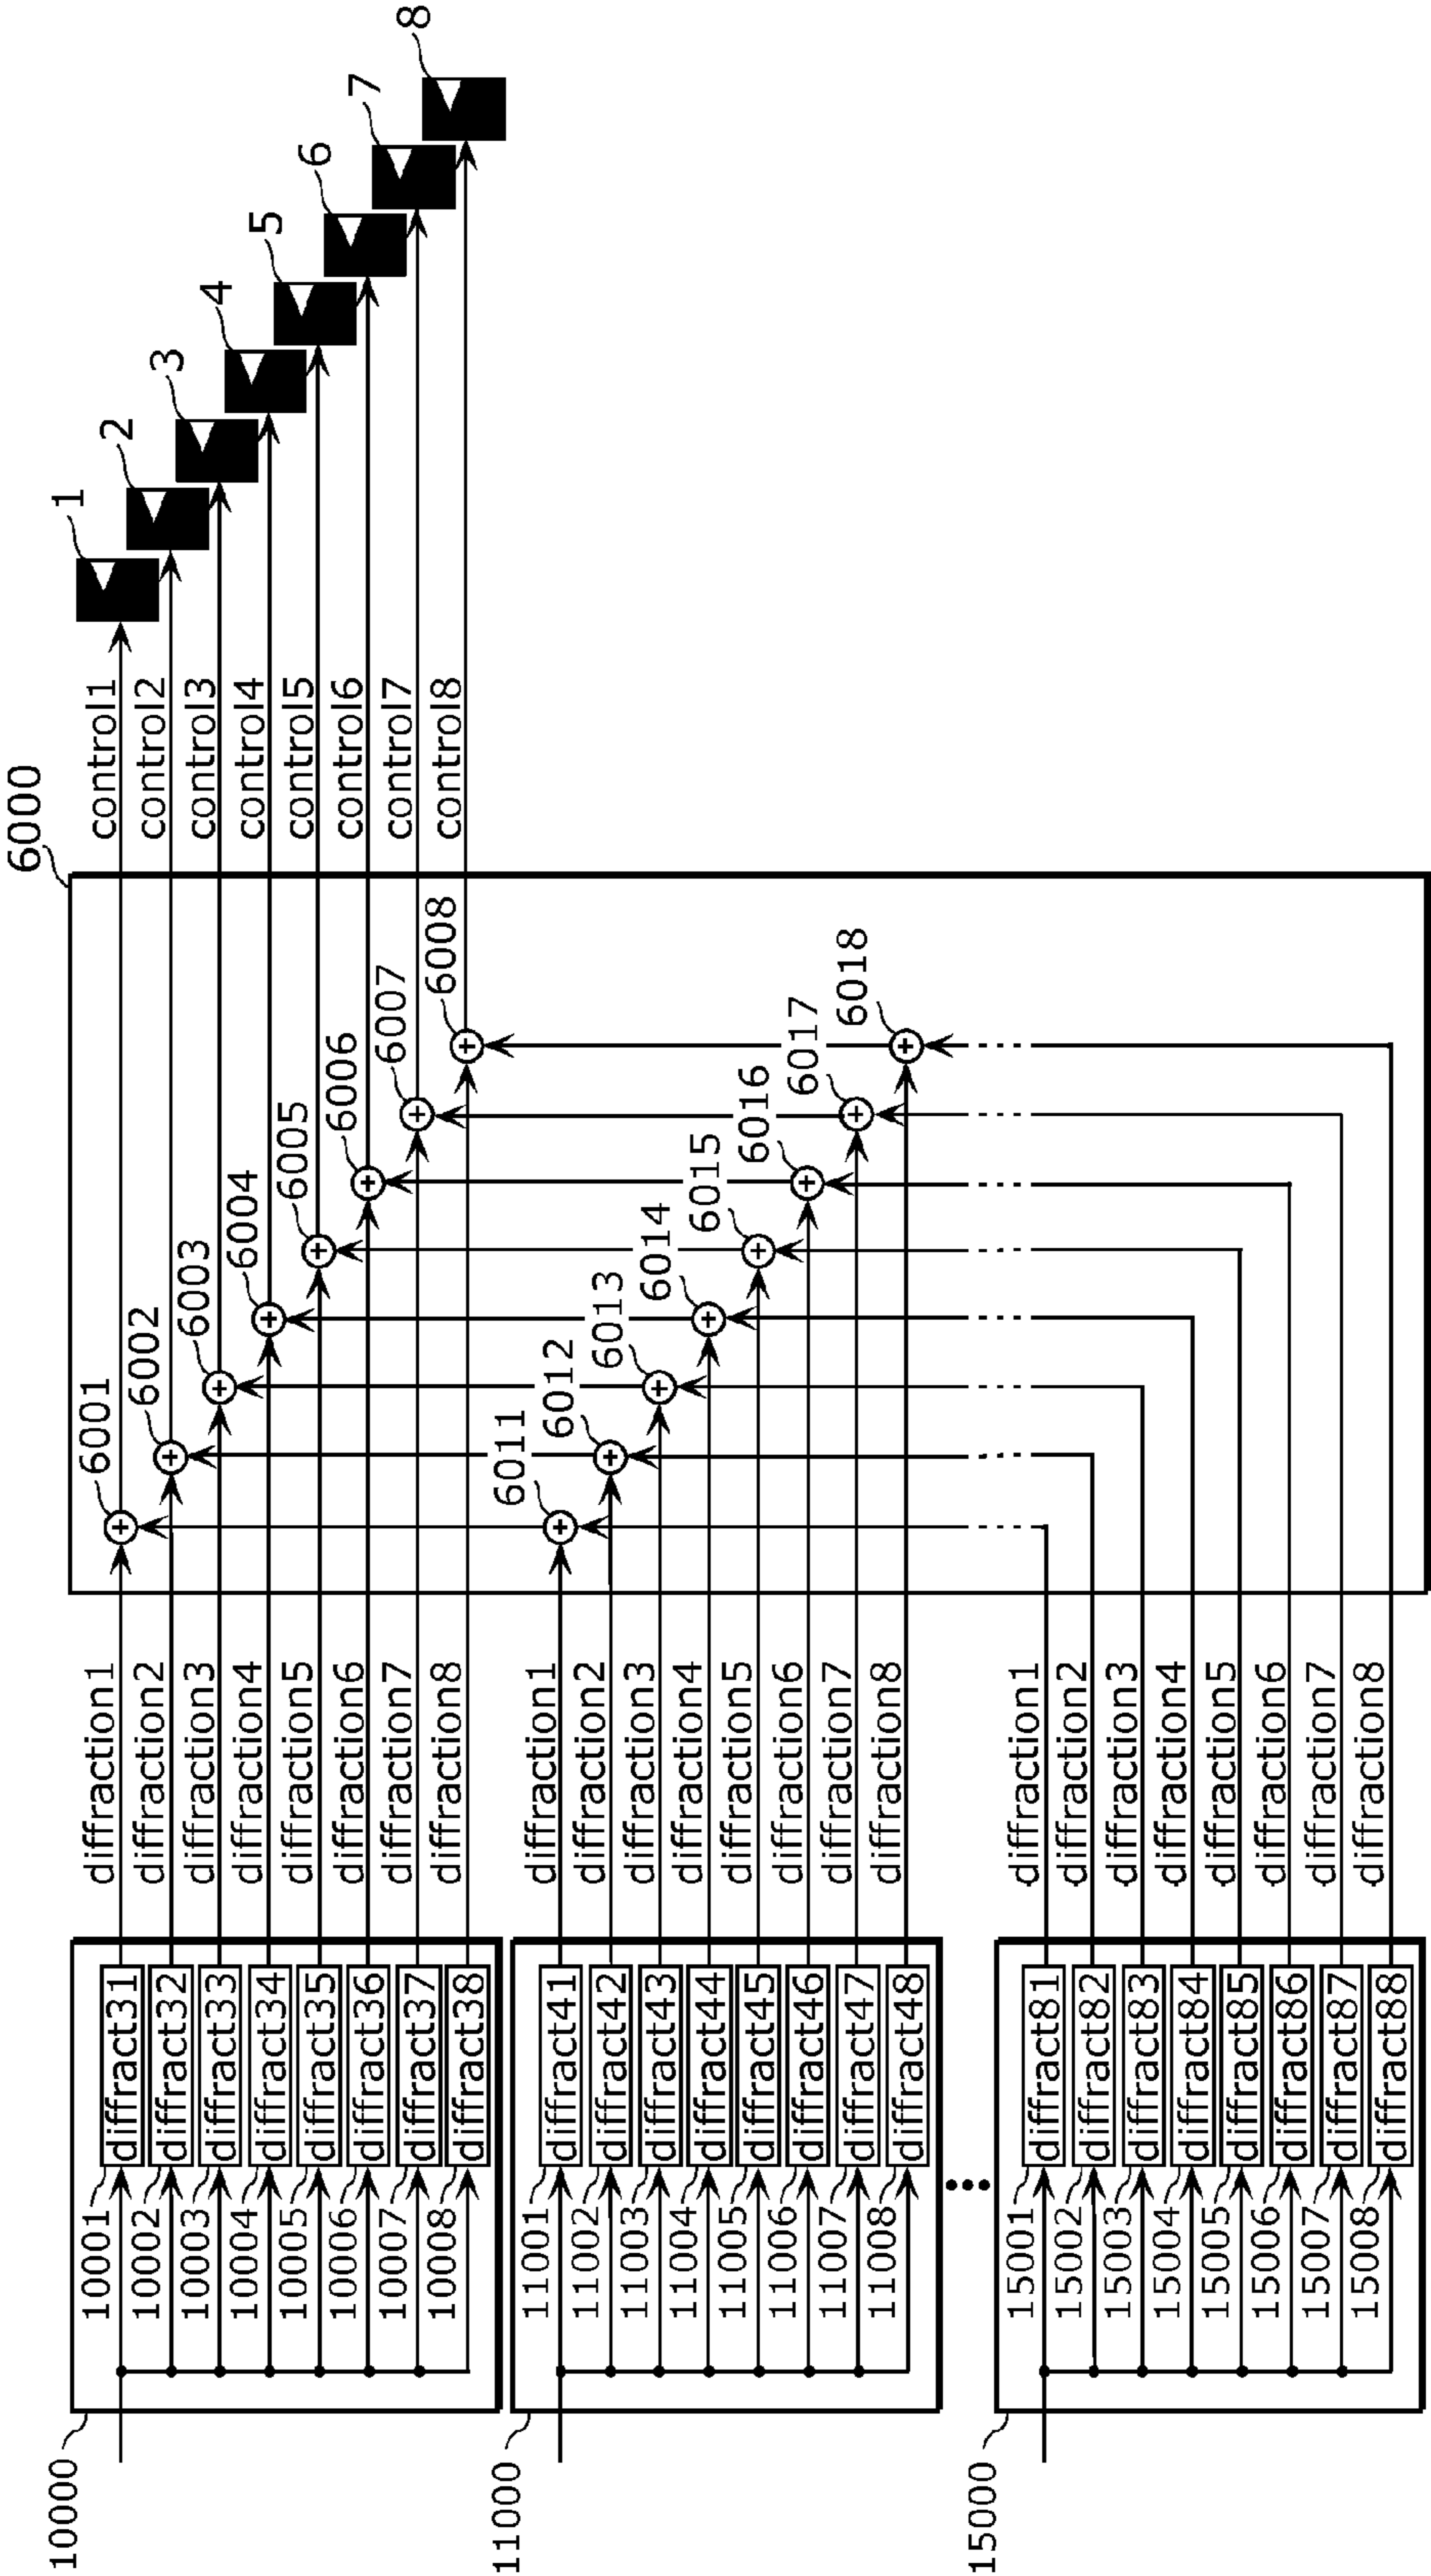 6000
1
2
3
4
5
6
7
8
control1
control2
control3
control4
control5
control6
control7
control8
6001
6002
6003
6004
6005
6006
6007
6008
6011
6012
6013
6014
6015
6016
6017
6018
diffraction1
diffraction2
diffraction3
diffraction4
diffraction5
diffraction6
diffraction7
diffraction8
diffraction1
diffraction2
diffraction3
diffraction4
diffraction5
diffraction6
diffraction7
diffraction8
diffraction1
diffraction2
diffraction3
diffraction4
diffraction5
diffraction6
diffraction7
diffraction8
10000
10001 diffract31
10002 diffract32
10003 diffract33
10004 diffract34
10005 diffract35
10006 diffract36
10007 diffract37
10008 diffract38
11000
11001 diffract41
11002 diffract42
11003 diffract43
11004 diffract44
11005 diffract45
11006 diffract46
11007 diffract47
11008 diffract48
15000
15001 diffract81
15002 diffract82
15003 diffract83
15004 diffract84
15005 diffract85
15006 diffract86
15007 diffract87
15008 diffract88